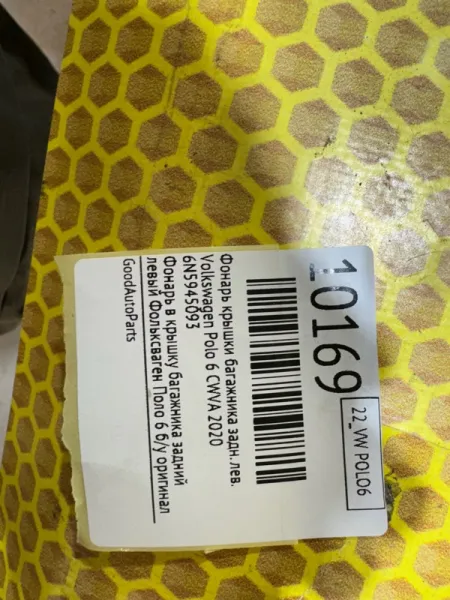 10169
22_VW POLO6
Фонарь крышки багажника задн. лев.
Volkswagen Polo 6 CWVA 2020
6N5945093
Фонарь в крышку багажника задний
левый Фольксваген Поло 6 б/у оригинал
GoodAutoParts